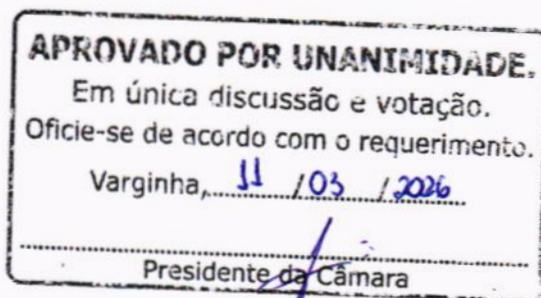 APROVADO POR UNANIMIDADE.
Em única discussão e votação.
Oficie-se de acordo com o requerimento.
Varginha, 11 / 03 / 2026
Presidente da Câmara